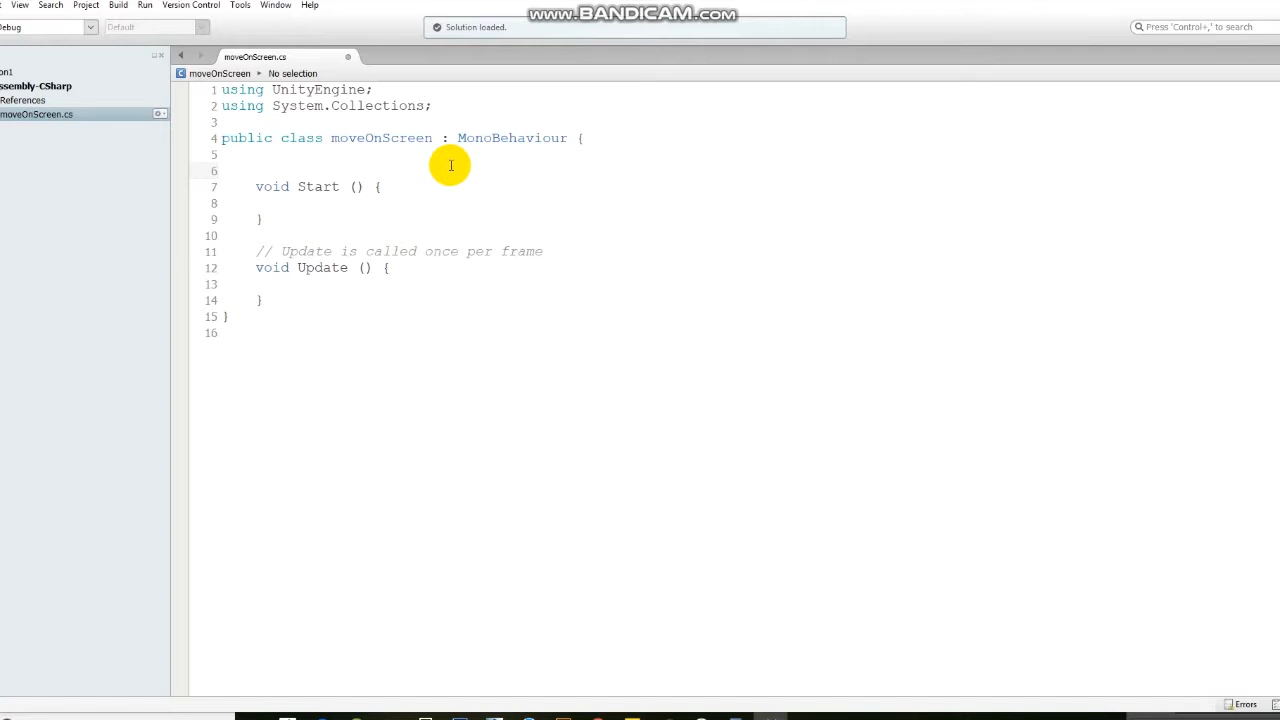 www.BANDICAM.com
View Search Project Build Run Version Control Tools Window Help
Debug Default Solution loaded. Press 'Control+,' to search
moveOnScreen.cs
moveOnScreen ▸ No selection
on1
ssembly-CSharp
References
moveOnScreen.cs
1 using UnityEngine;
2 using System.Collections;
3
4 public class moveOnScreen : MonoBehaviour {
5
6
7 void Start () {
8
9 }
10
11 // Update is called once per frame
12 void Update () {
13
14 }
15 }
16
Errors